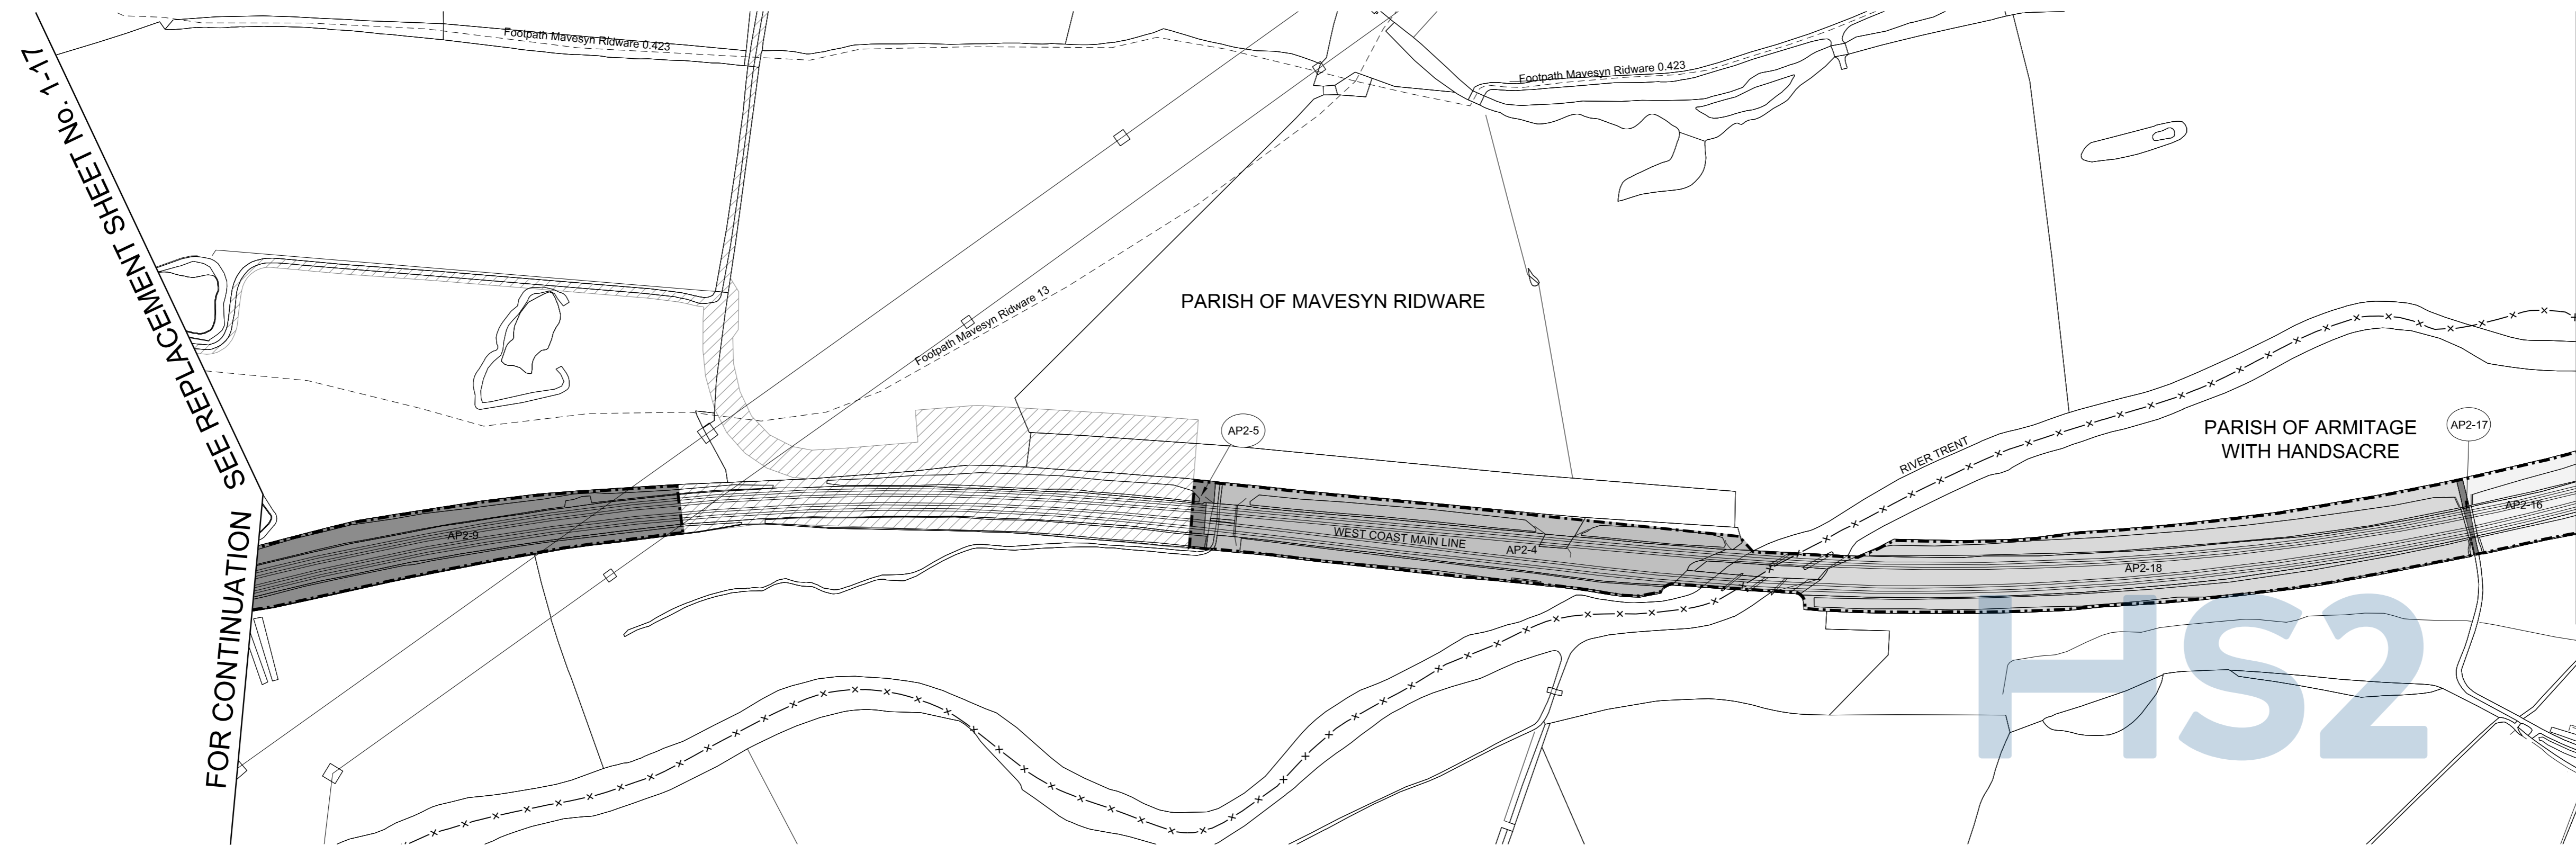 Footpath Mavesyn Ridware 0.423
Footpath Mavesyn Ridware 0.423
FOR CONTINUATION SEE REPLACEMENT SHEET No. 1-17
Footpath Mavesyn Ridware 13
PARISH OF MAVESYN RIDWARE
PARISH OF ARMITAGE
WITH HANDSACRE
AP2-17
AP2-5
RIVER TRENT
AP2-9
WEST COAST MAIN LINE
AP2-4
AP2-16
AP2-18
HS2